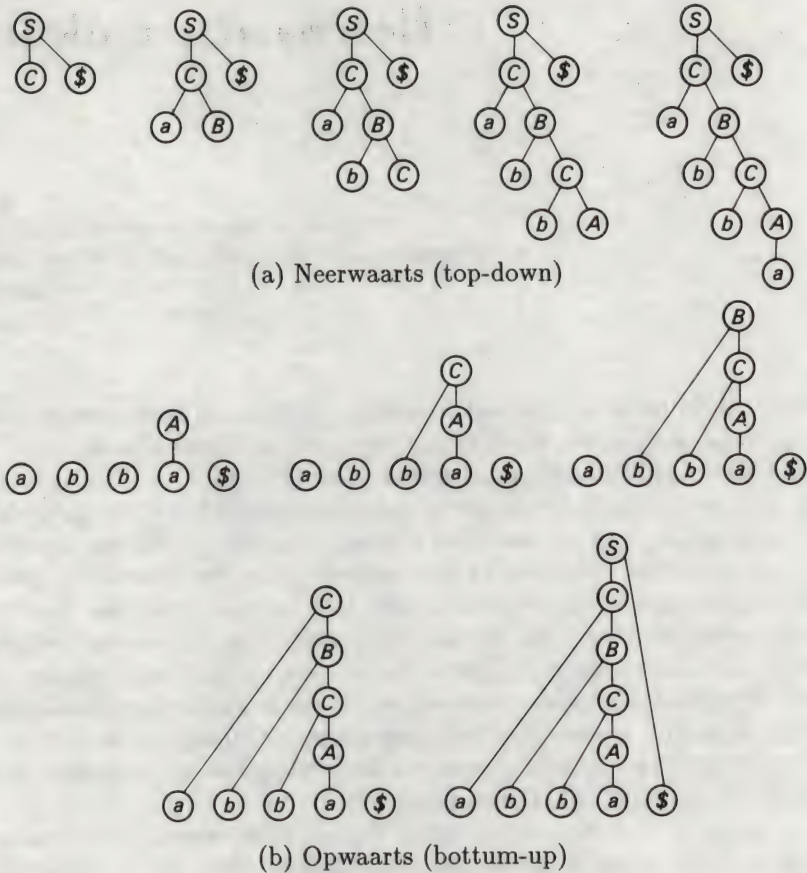 S S S S S
C $ C $ C $ C $ C $
a B a B a B a B
b C b C b C
b A b A
a
(a) Neerwaarts (top-down)
B
C C
A A A
a b b a $ a b b a $ a b b a $
S
C C
B B
C C
A A
a b b a $ a b b a $
(b) Opwaarts (bottum-up)